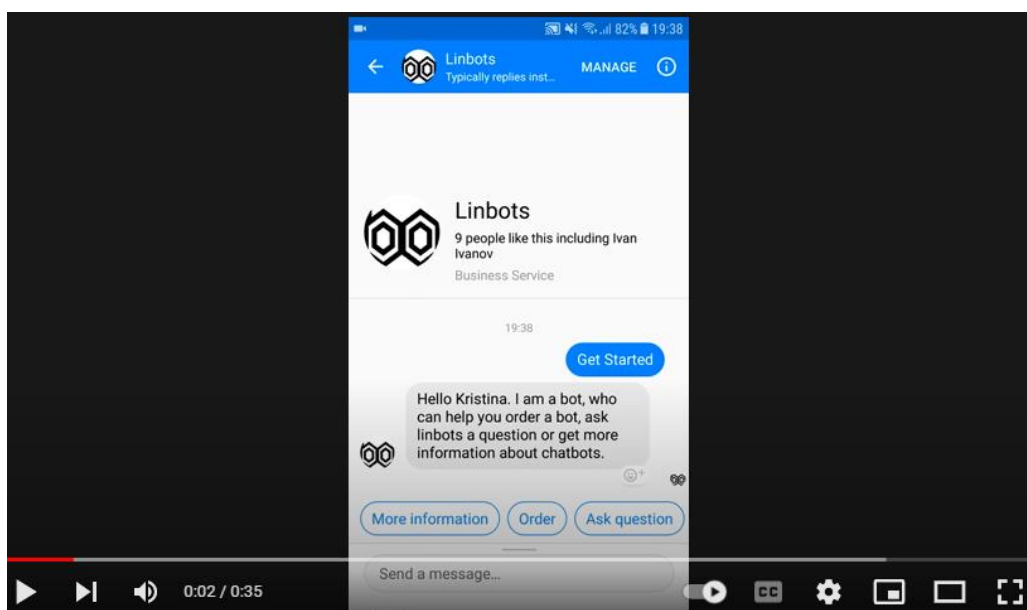 82% 19:38
Linbots
Typically replies inst...
MANAGE
Linbots
9 people like this including Ivan
Ivanov
Business Service
19:38
Get Started
Hello Kristina. I am a bot, who
can help you order a bot, ask
linbots a question or get more
information about chatbots.
More information
Order
Ask question
Send a message...
0:02 / 0:35
CC